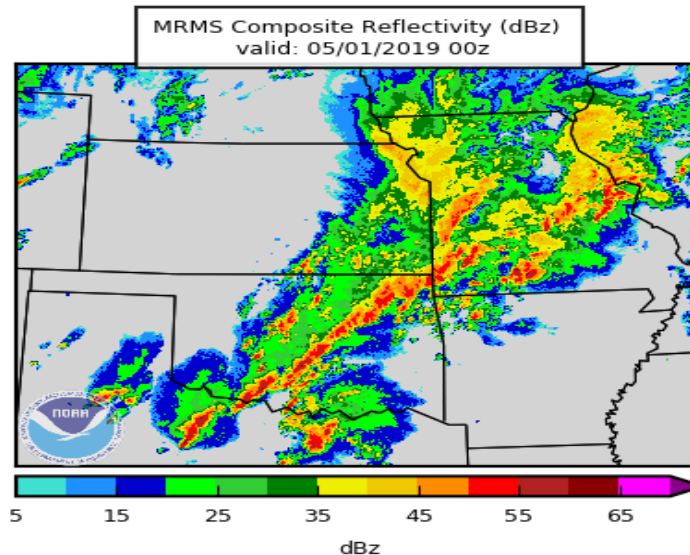 MRMS Composite Reflectivity (dBz)
valid: 05/01/2019 00z
NOAA
5 15 25 35 45 55 65
dBz